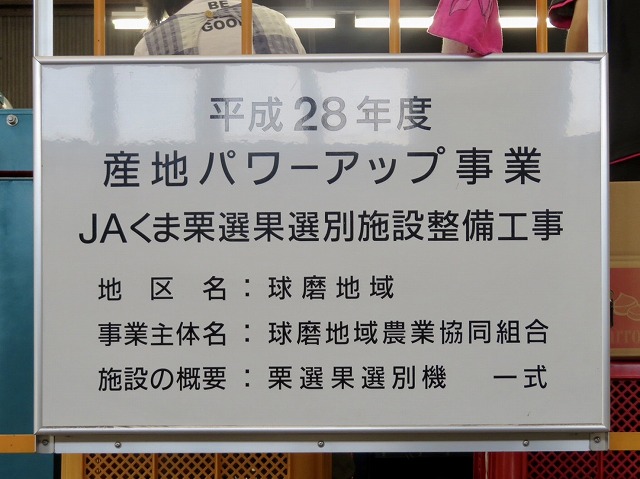 BE
GOOD
平成28年度
産地パワーアップ事業
JAくま栗選果選別施設整備工事
地区名：球磨地域
事業主体名：球磨地域農業協同組合
施設の概要：栗選果選別機 一式